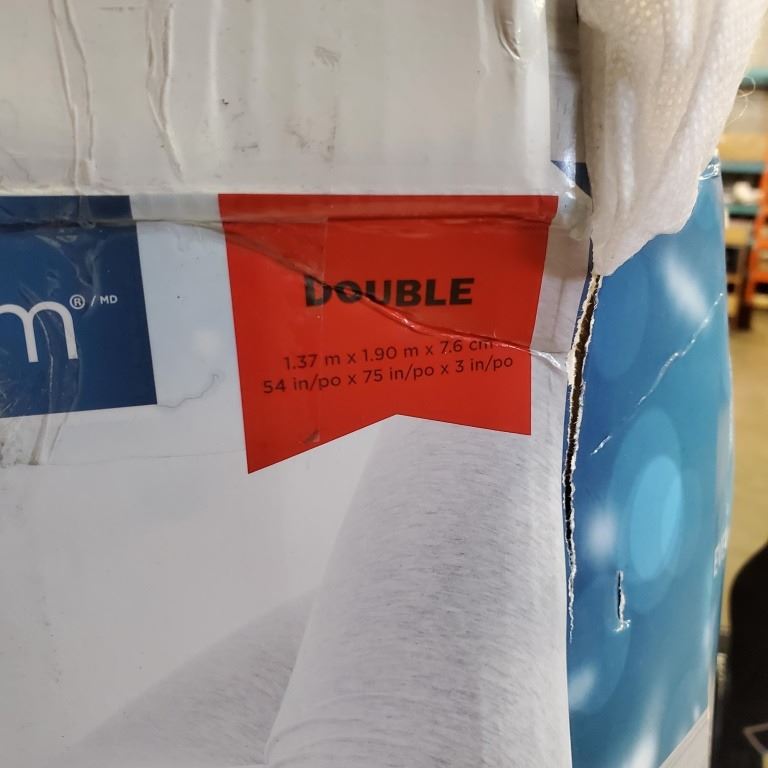 m® / MD
DOUBLE
1.37 m x 1.90 m x 7.6 cm
54 in/po x 75 in/po x 3 in/po